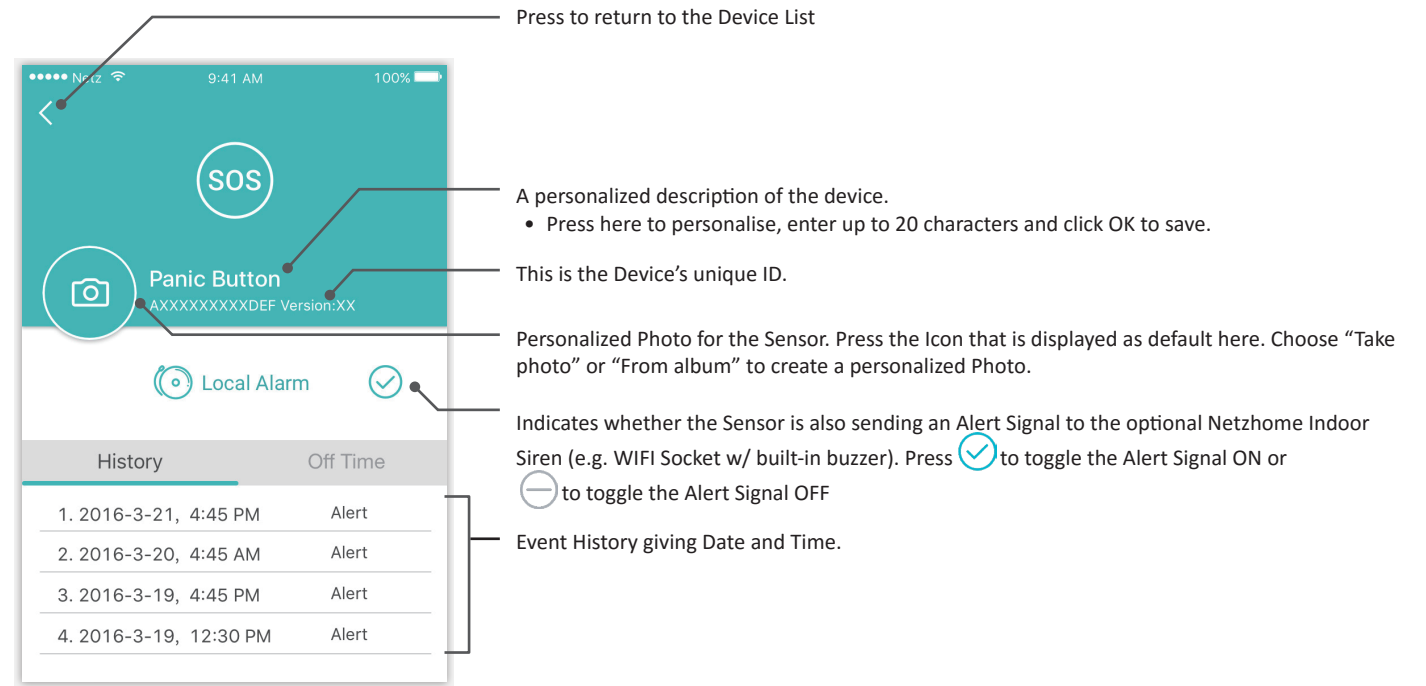 Press to return to the Device List
●●●●● Netz 9:41 AM 100%
SOS
A personalized description of the device.
• Press here to personalise, enter up to 20 characters and click OK to save.
Panic Button
This is the Device's unique ID.
AXXXXXXXXXDEF Version:XX
Personalized Photo for the Sensor. Press the Icon that is displayed as default here. Choose “Take
photo” or “From album” to create a personalized Photo.
Local Alarm
Indicates whether the Sensor is also sending an Alert Signal to the optional Netzhome Indoor
Siren (e.g. WIFI Socket w/ built-in buzzer). Press to toggle the Alert Signal ON or
to toggle the Alert Signal OFF
History Off Time
1. 2016-3-21, 4:45 PM Alert
2. 2016-3-20, 4:45 AM Alert
3. 2016-3-19, 4:45 PM Alert
4. 2016-3-19, 12:30 PM Alert
Event History giving Date and Time.